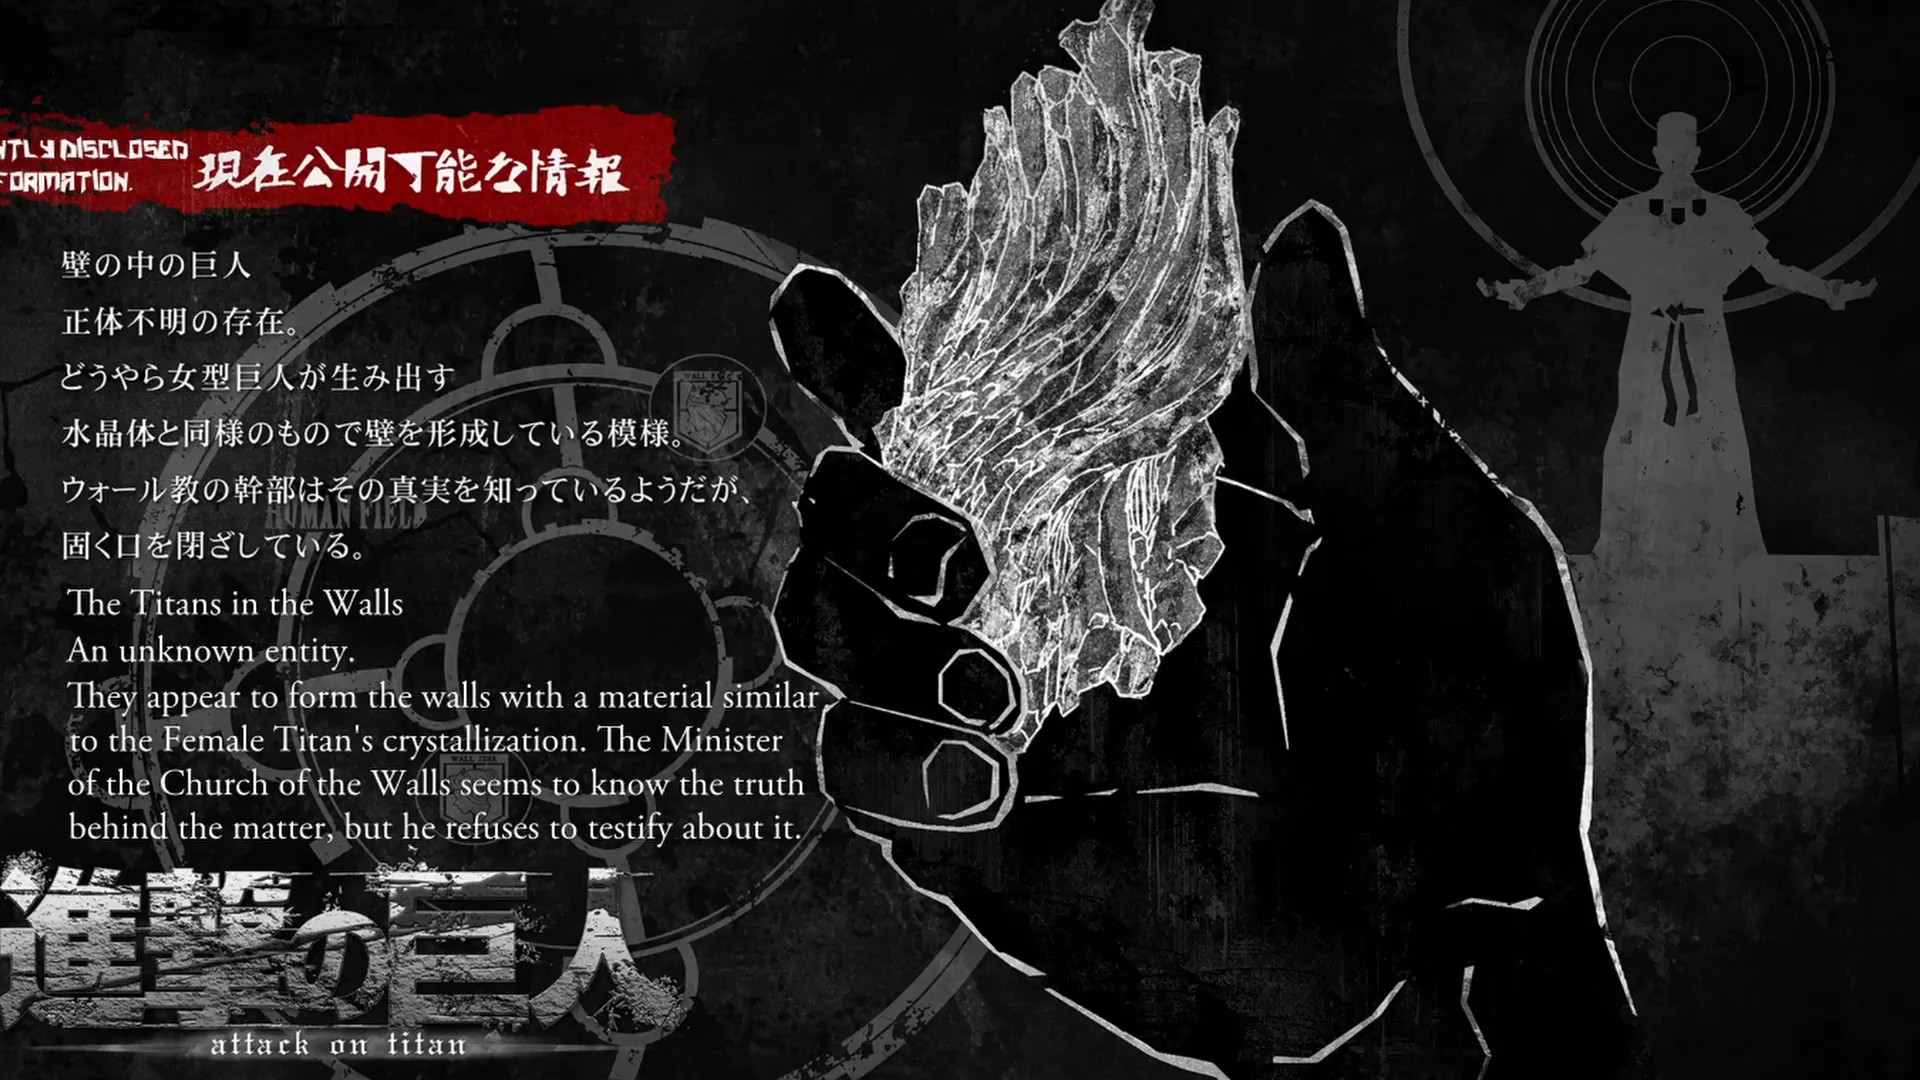 NTLY DISCLOSED
FORMATION.
現在公開可能な情報
壁の中の巨人
正体不明の存在。
どうやら女型巨人が生み出す
水晶体と同様のもので壁を形成している模様。
ウォール教の幹部はその真実を知っているようだが、
固く口を閉ざしている。
HUMAN FIELD
The Titans in the Walls
An unknown entity.
They appear to form the walls with a material similar
to the Female Titan's crystallization. The Minister
of the Church of the Walls seems to know the truth
behind the matter, but he refuses to testify about it.
WALL SINA
進撃の巨人
attack on titan